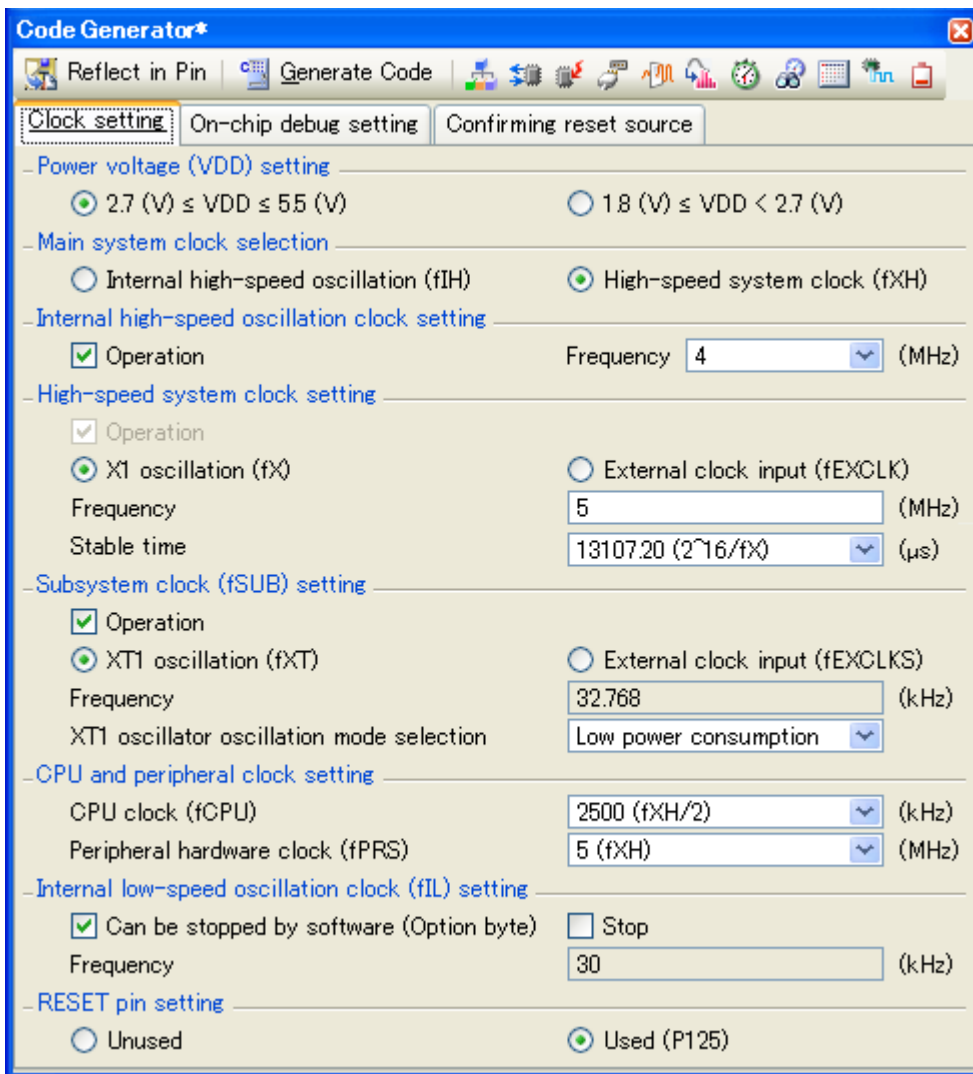 Code Generator*
Reflect in Pin Generate Code
Clock setting On-chip debug setting Confirming reset source
Power voltage (VDD) setting
2.7 (V) ≤ VDD ≤ 5.5 (V) 1.8 (V) ≤ VDD < 2.7 (V)
Main system clock selection
Internal high-speed oscillation (fIH) High-speed system clock (fXH)
Internal high-speed oscillation clock setting
Operation Frequency 4 (MHz)
High-speed system clock setting
Operation
X1 oscillation (fX) External clock input (fEXCLK)
Frequency 5 (MHz)
Stable time 13107.20 (2^16/fX) (μs)
Subsystem clock (fSUB) setting
Operation
XT1 oscillation (fXT) External clock input (fEXCLKS)
Frequency 32.768 (kHz)
XT1 oscillator oscillation mode selection Low power consumption
CPU and peripheral clock setting
CPU clock (fCPU) 2500 (fXH/2) (kHz)
Peripheral hardware clock (fPRS) 5 (fXH) (MHz)
Internal low-speed oscillation clock (fIL) setting
Can be stopped by software (Option byte) Stop
Frequency 30 (kHz)
RESET pin setting
Unused Used (P125)